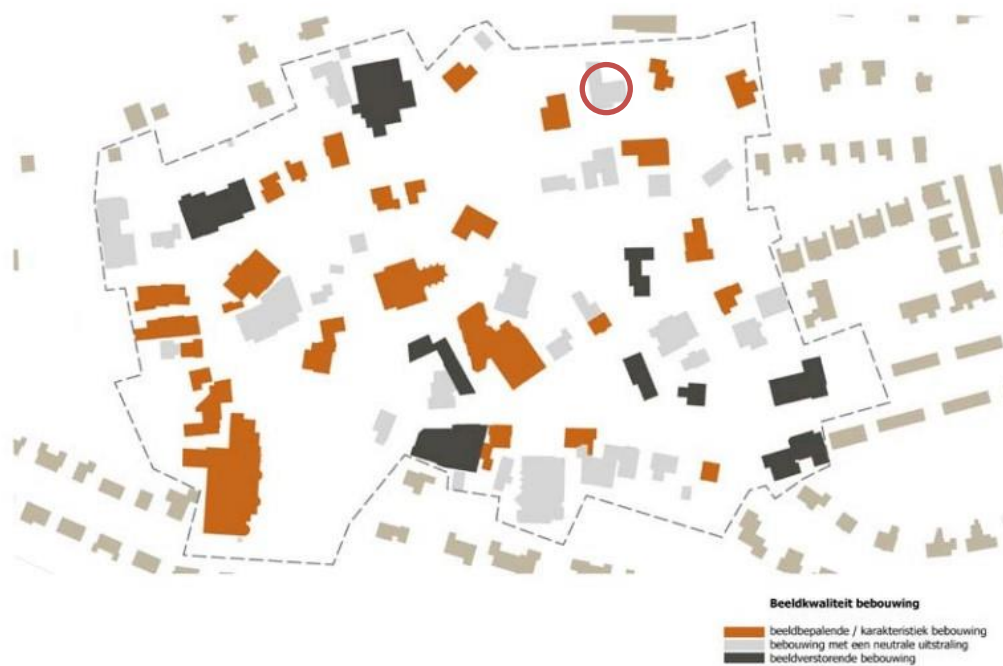 Beeldkwaliteit bebouwing
beeldbepalende / karakteristiek bebouwing
bebouwing met een neutrale uitstraling
beeldverstorende bebouwing